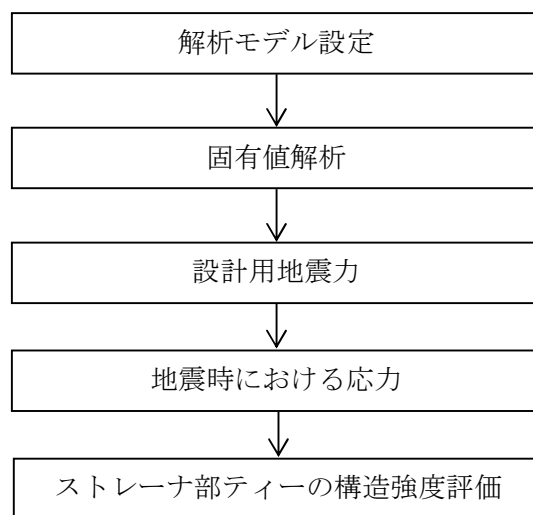 解析モデル設定
固有値解析
設計用地震力
地震時における応力
ストレーナ部ティーの構造強度評価